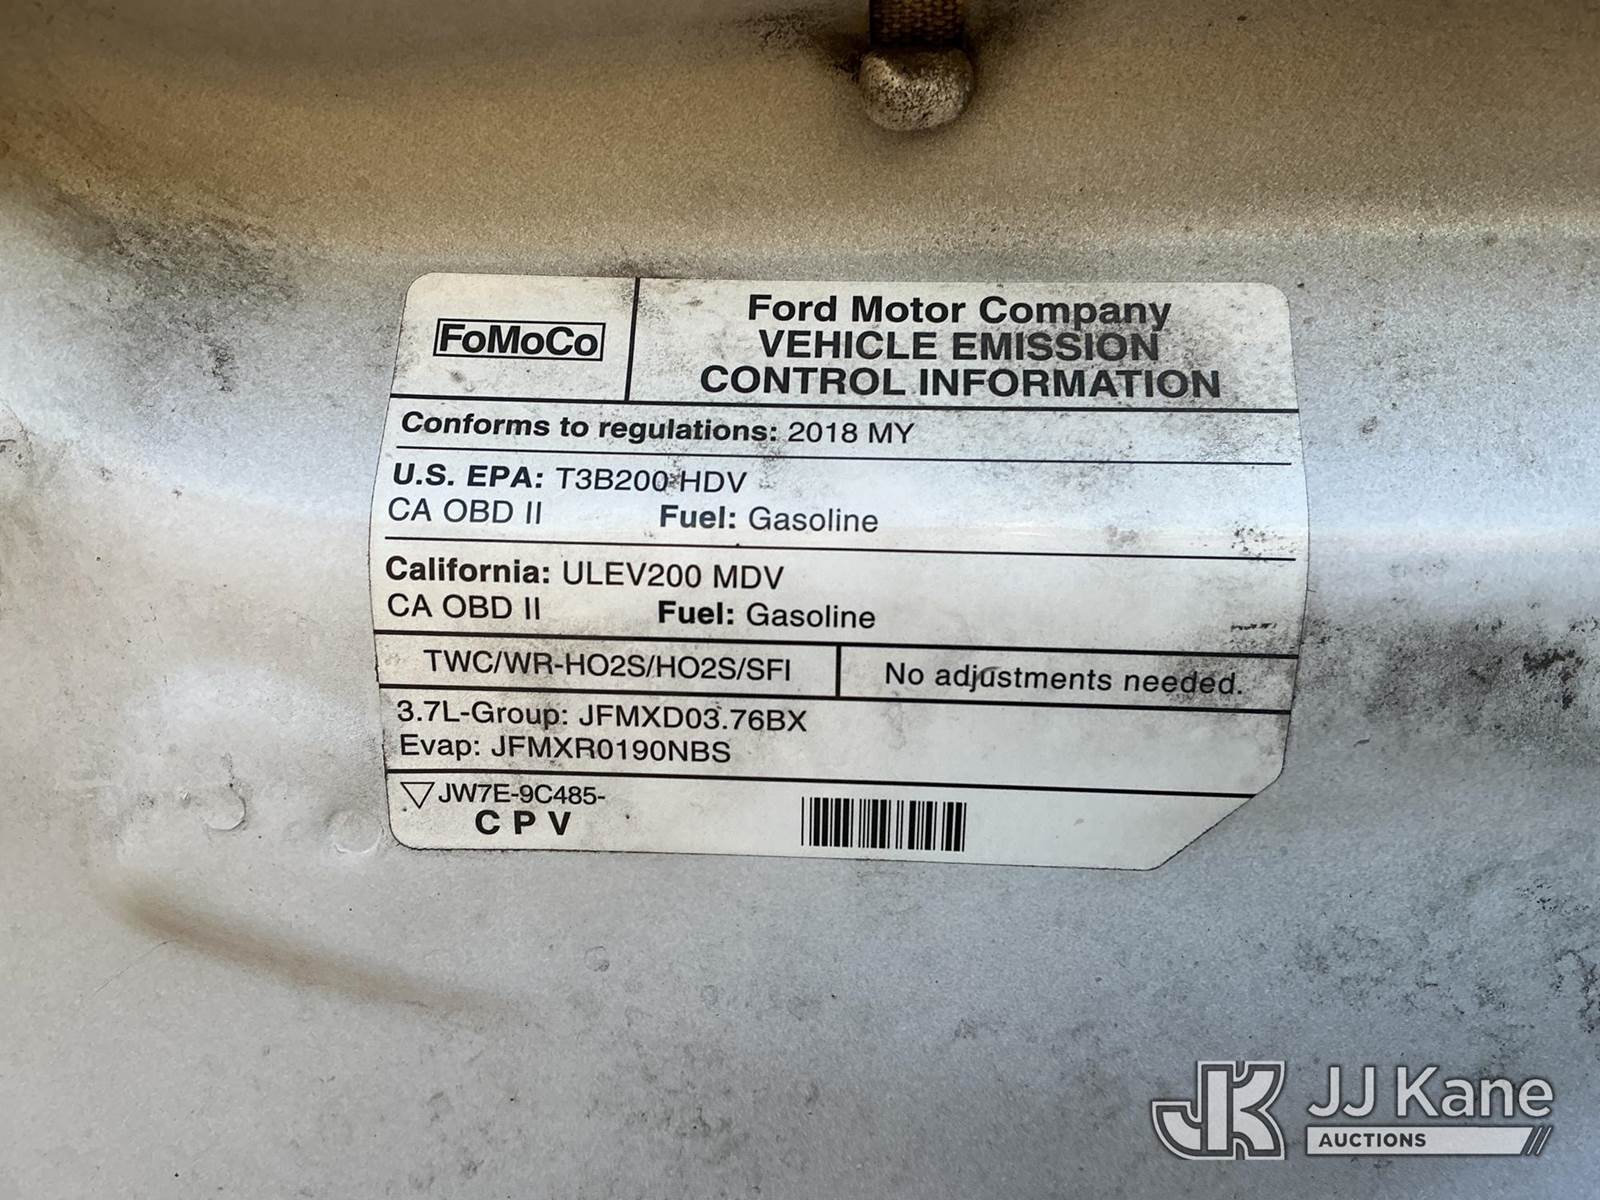 FoMoCo
Ford Motor Company
VEHICLE EMISSION
CONTROL INFORMATION
Conforms to regulations: 2018 MY
U.S. EPA: T3B200 HDV
CA OBD II Fuel: Gasoline
California: ULEV200 MDV
CA OBD II Fuel: Gasoline
TWC/WR-HO2S/HO2S/SFI No adjustments needed.
3.7L-Group: JFMXD03.76BX
Evap: JFMXR0190NBS
JW7E-9C485-
C P V
JK JJ Kane
AUCTIONS